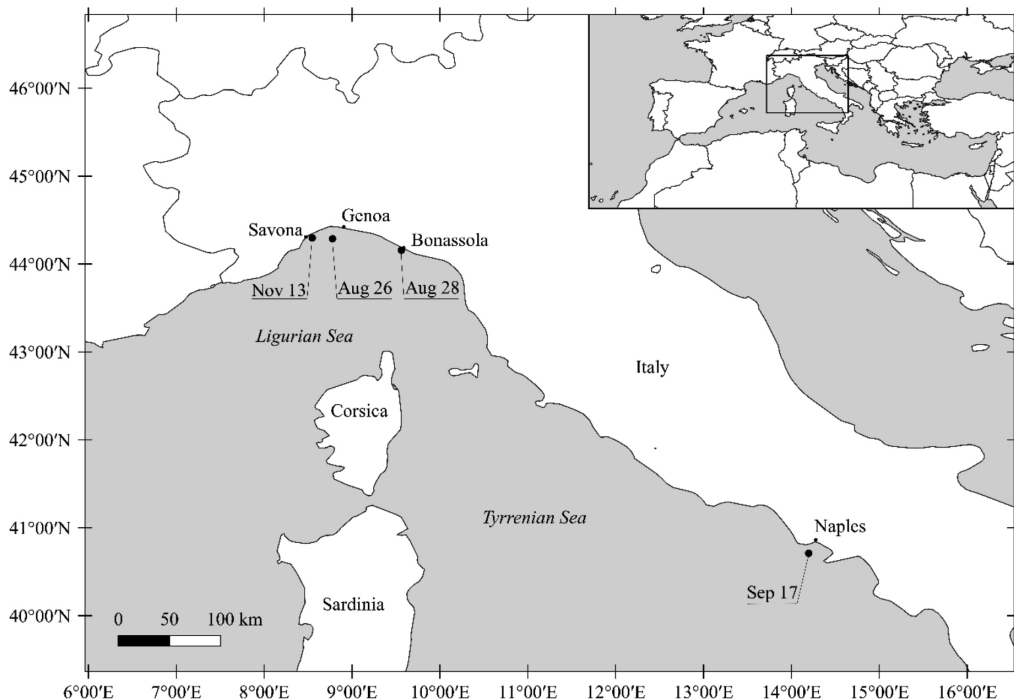 46°00′N
45°00′N
44°00′N
43°00′N
42°00′N
41°00′N
40°00′N
Savona
Genoa
Bonassola
Nov 13
Aug 26
Aug 28
Ligurian Sea
Corsica
Italy
Tyrrenian Sea
Naples
Sep 17
Sardinia
0 50 100 km
6°00′E 7°00′E 8°00′E 9°00′E 10°00′E 11°00′E 12°00′E 13°00′E 14°00′E 15°00′E 16°00′E